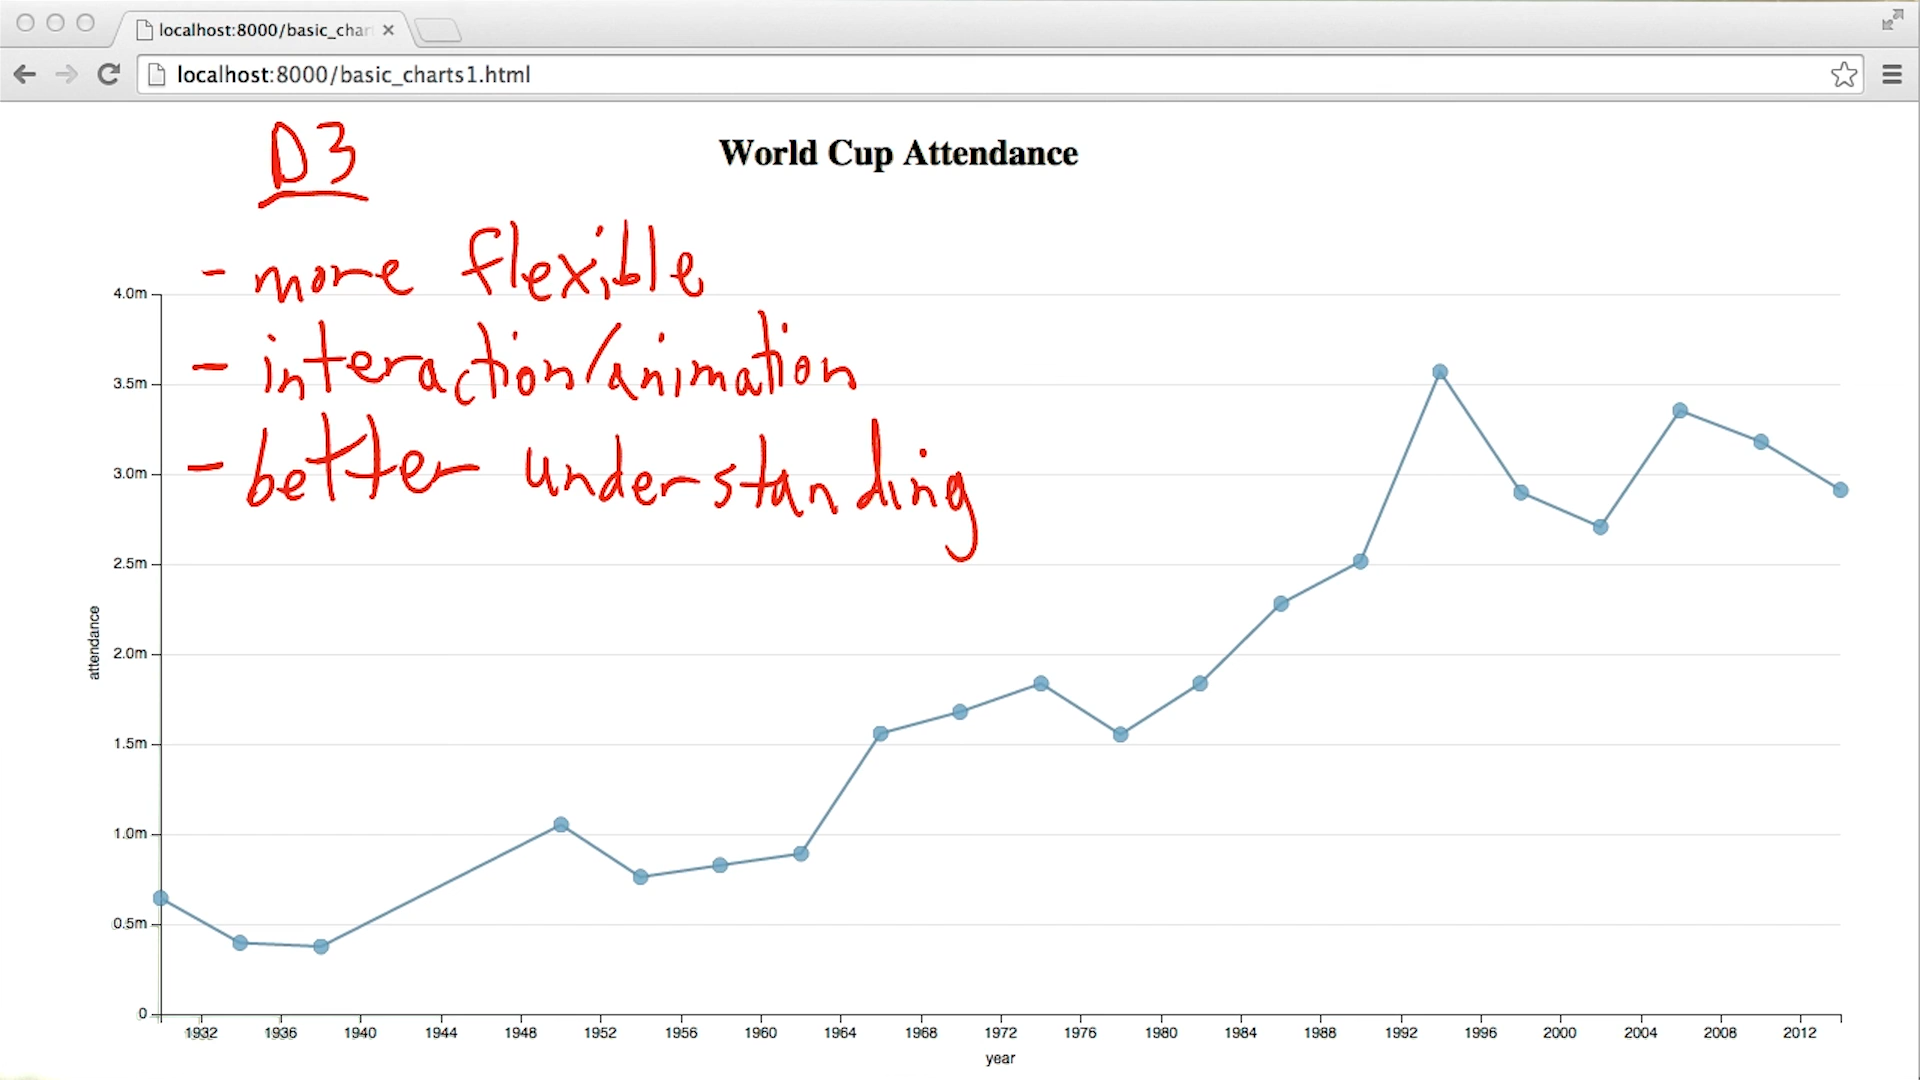 localhost:8000/basic_char
localhost:8000/basic_charts1.html
World Cup Attendance
D3
- more flexible
- interaction/animation
- better understanding
4.0m
3.5m
3.0m
2.5m
2.0m
1.5m
1.0m
0.5m
0
attendance
1932 1936 1940 1944 1948 1952 1956 1960 1964 1968 1972 1976 1980 1984 1988 1992 1996 2000 2004 2008 2012
year